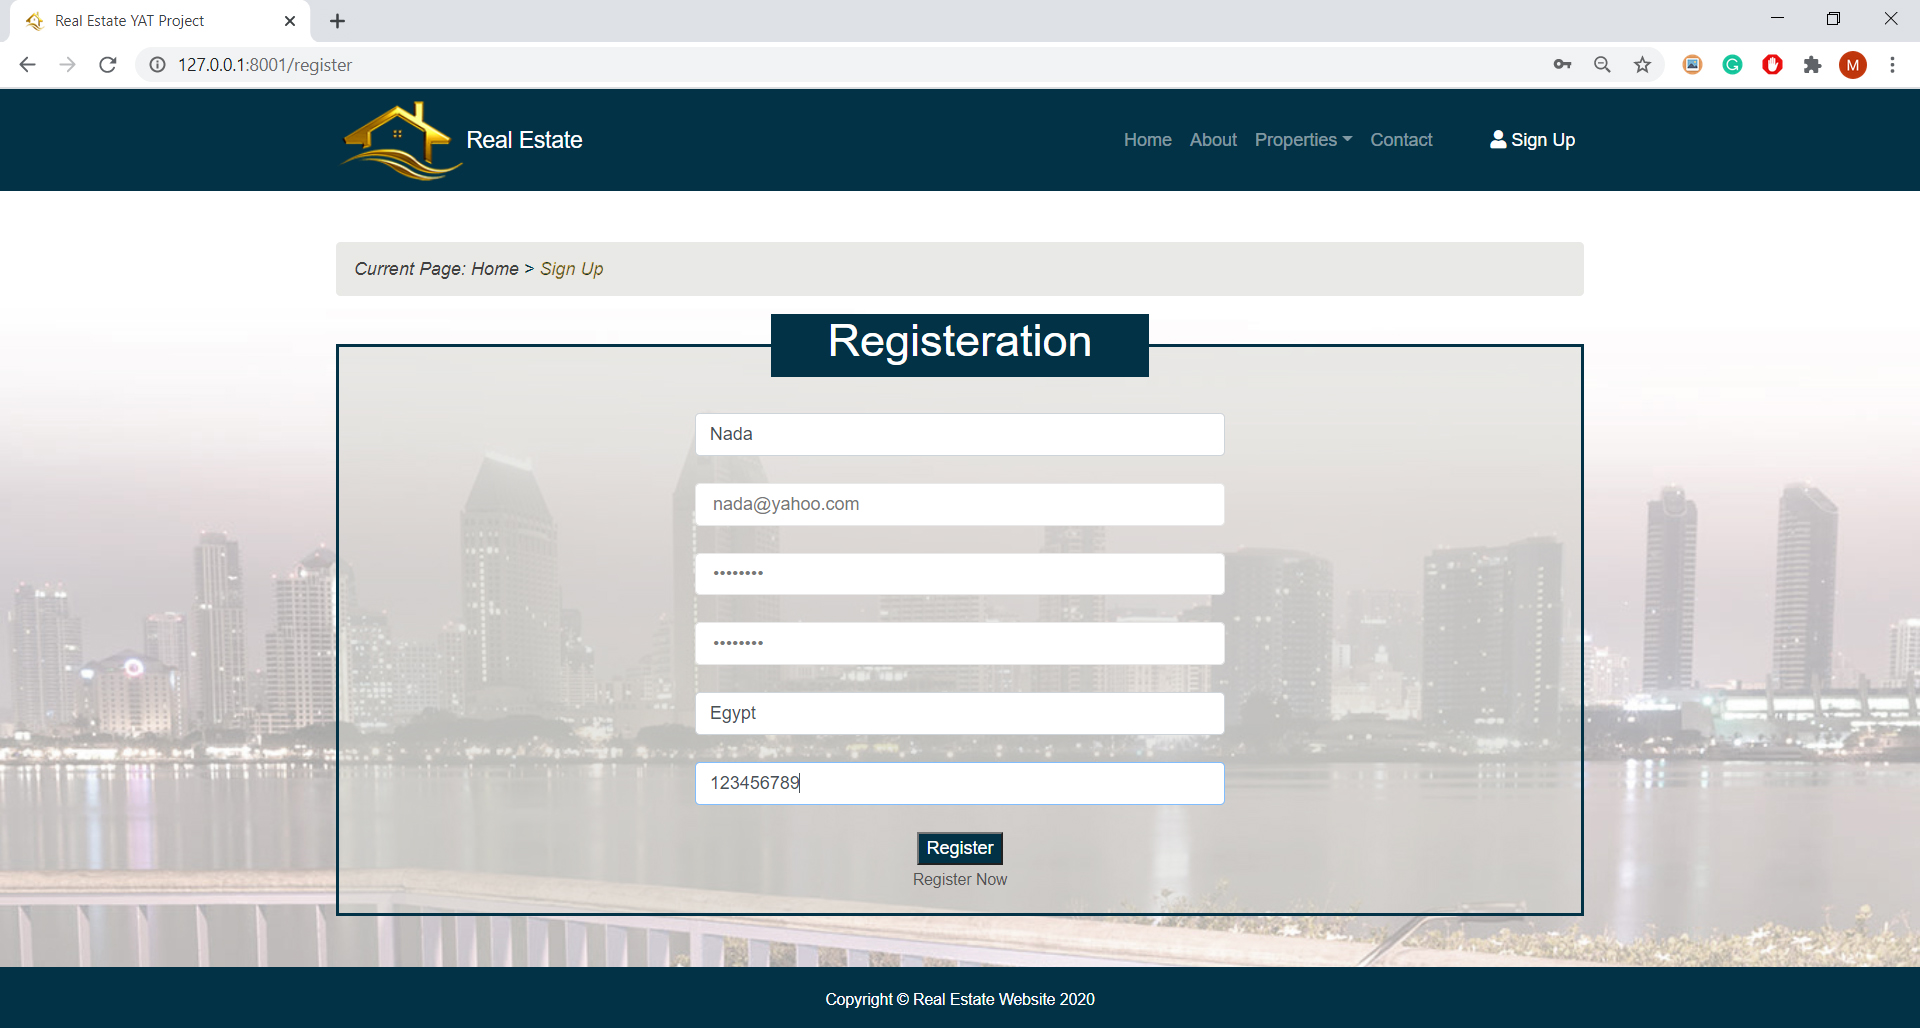 Real Estate YAT Project
127.0.0.1:8001/register
M
Real Estate
Home About Properties Contact Sign Up
Current Page: Home > Sign Up
Registeration
Nada
nada@yahoo.com
••••••••
••••••••
Egypt
123456789
Register
Register Now
Copyright © Real Estate Website 2020